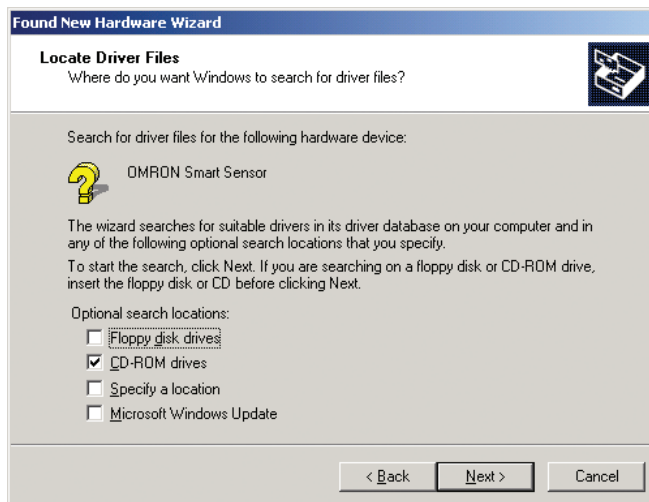 Found New Hardware Wizard
Locate Driver Files
Where do you want Windows to search for driver files?
Search for driver files for the following hardware device:
OMRON Smart Sensor
The wizard searches for suitable drivers in its driver database on your computer and in
any of the following optional search locations that you specify.
To start the search, click Next. If you are searching on a floppy disk or CD-ROM drive,
insert the floppy disk or CD before clicking Next.
Optional search locations:
Floppy disk drives
CD-ROM drives
Specify a location
Microsoft Windows Update
< Back Next > Cancel